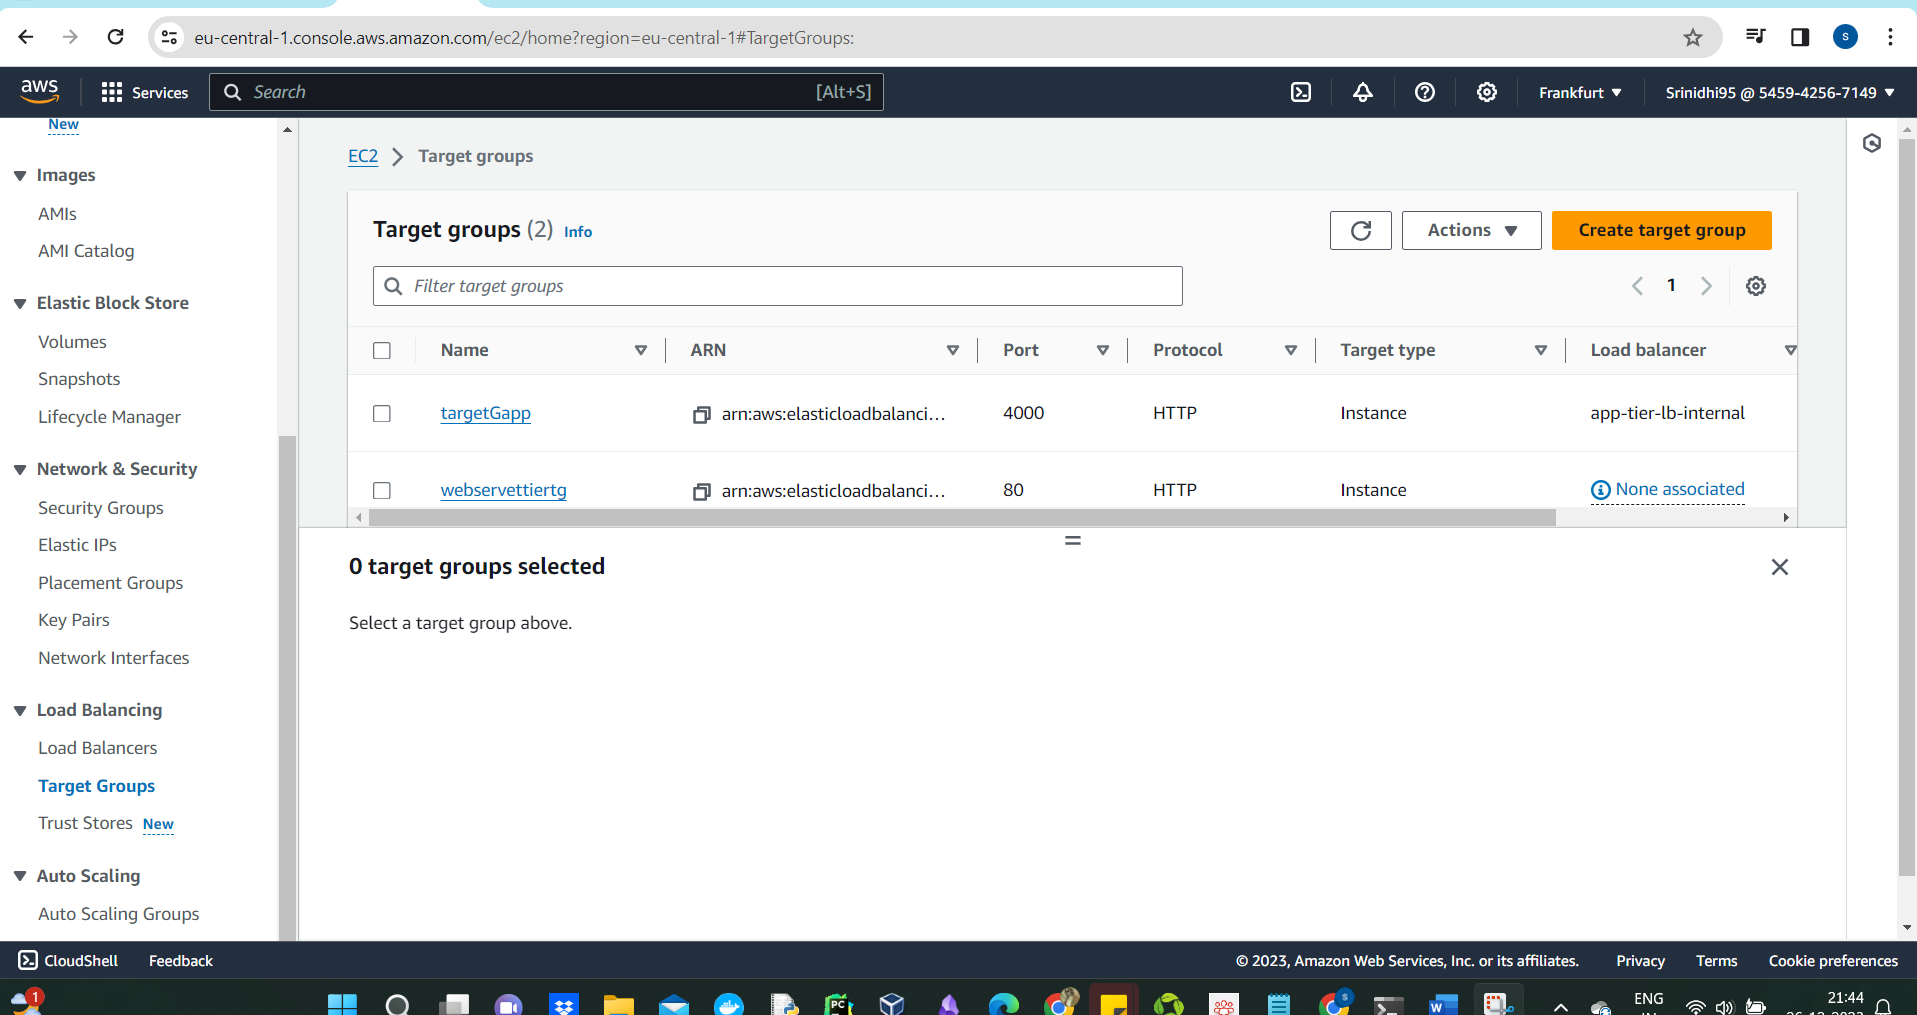 eu-central-1.console.aws.amazon.com/ec2/home?region=eu-central-1#TargetGroups:
S
aws
Services
Search
[Alt+S]
Frankfurt
Srinidhi95 @ 5459-4256-7149
New
Images
AMIs
AMI Catalog
Elastic Block Store
Volumes
Snapshots
Lifecycle Manager
Network & Security
Security Groups
Elastic IPs
Placement Groups
Key Pairs
Network Interfaces
Load Balancing
Load Balancers
Target Groups
Trust Stores New
Auto Scaling
Auto Scaling Groups
EC2 > Target groups
Target groups (2) Info
Actions
Create target group
Filter target groups
1
Name ARN Port Protocol Target type Load balancer
targetGapp arn:aws:elasticloadbalanci... 4000 HTTP Instance app-tier-lb-internal
webservettiertg arn:aws:elasticloadbalanci... 80 HTTP Instance None associated
0 target groups selected
Select a target group above.
CloudShell Feedback
© 2023, Amazon Web Services, Inc. or its affiliates. Privacy Terms Cookie preferences
1
PC
S
W
ENG
21:44